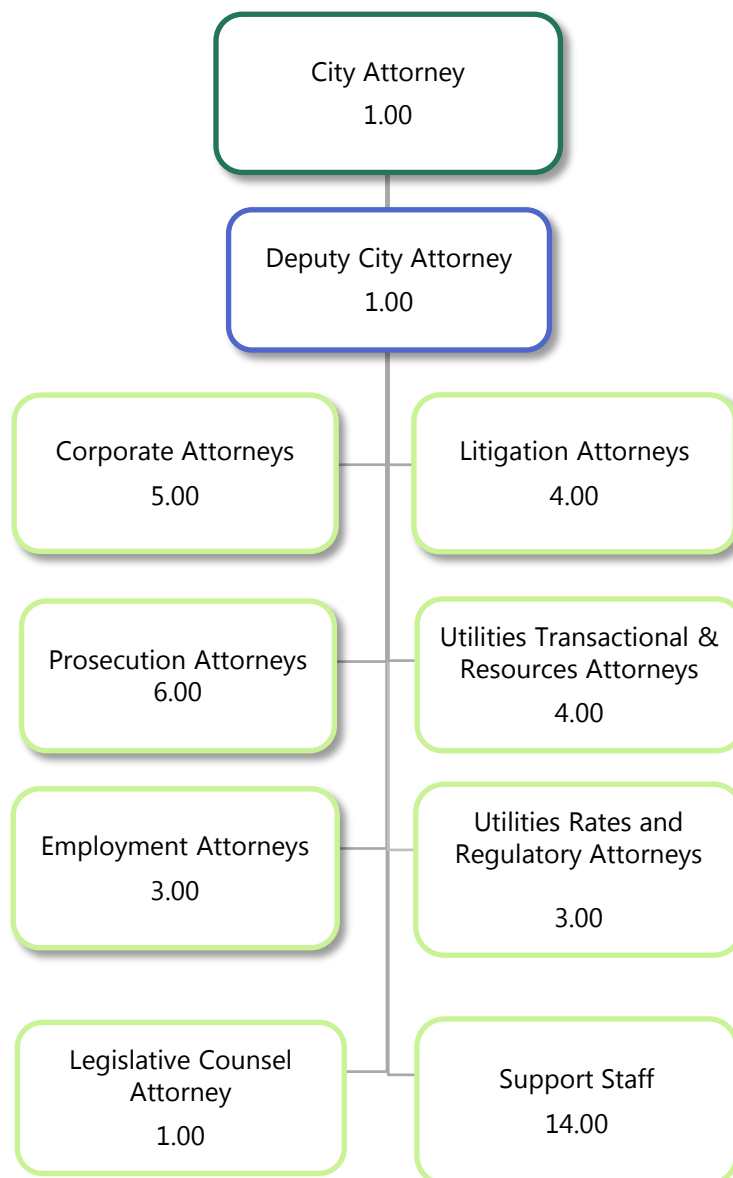 City Attorney
1.00
Deputy City Attorney
1.00
Corporate Attorneys
5.00
Litigation Attorneys
4.00
Prosecution Attorneys
6.00
Utilities Transactional &
Resources Attorneys
4.00
Employment Attorneys
3.00
Utilities Rates and
Regulatory Attorneys
3.00
Legislative Counsel
Attorney
1.00
Support Staff
14.00